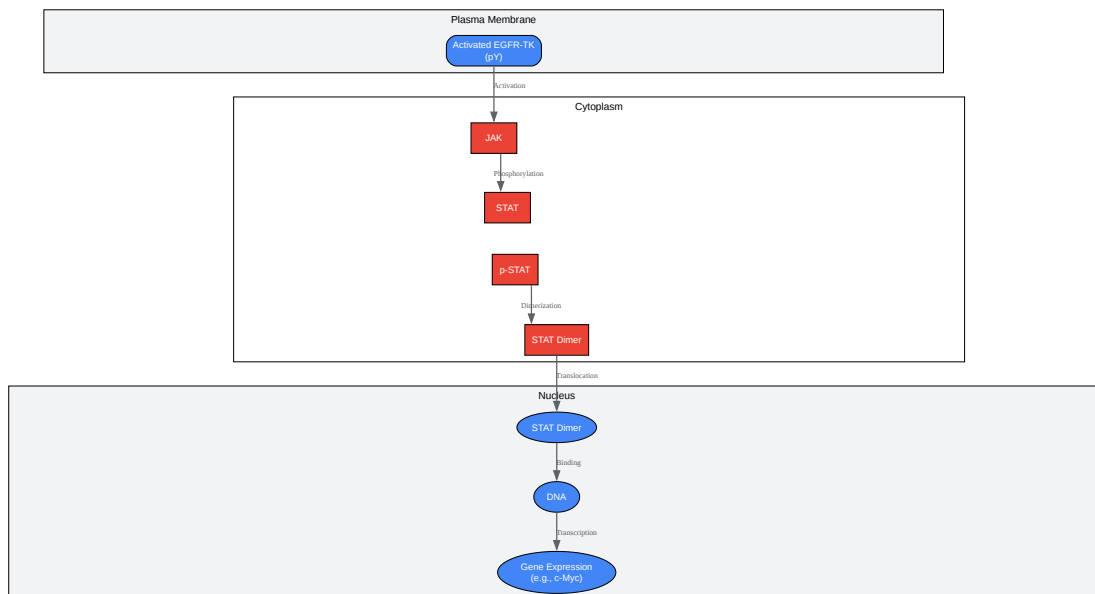 Plasma Membrane
Activated EGFR-TK
(pY)
Activation
Cytoplasm
JAK
Phosphorylation
STAT
p-STAT
Dimerization
STAT Dimer
Translocation
Nucleus
STAT Dimer
Binding
DNA
Transcription
Gene Expression
(e.g., c-Myc)